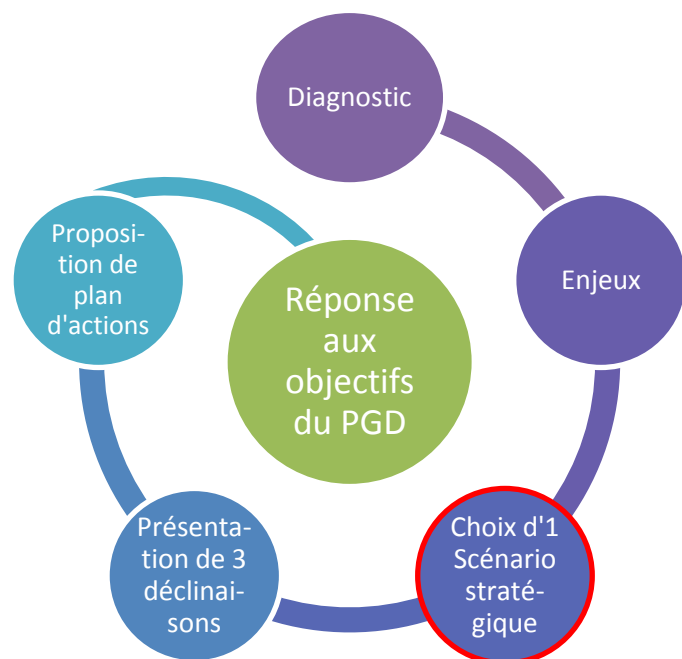 Diagnostic
Enjeux
Choix d'1
Scénario
straté-
gique
Présenta-
tion de 3
déclinai-
sons
Proposi-
tion de
plan
d'actions
Réponse
aux
objectifs
du PGD